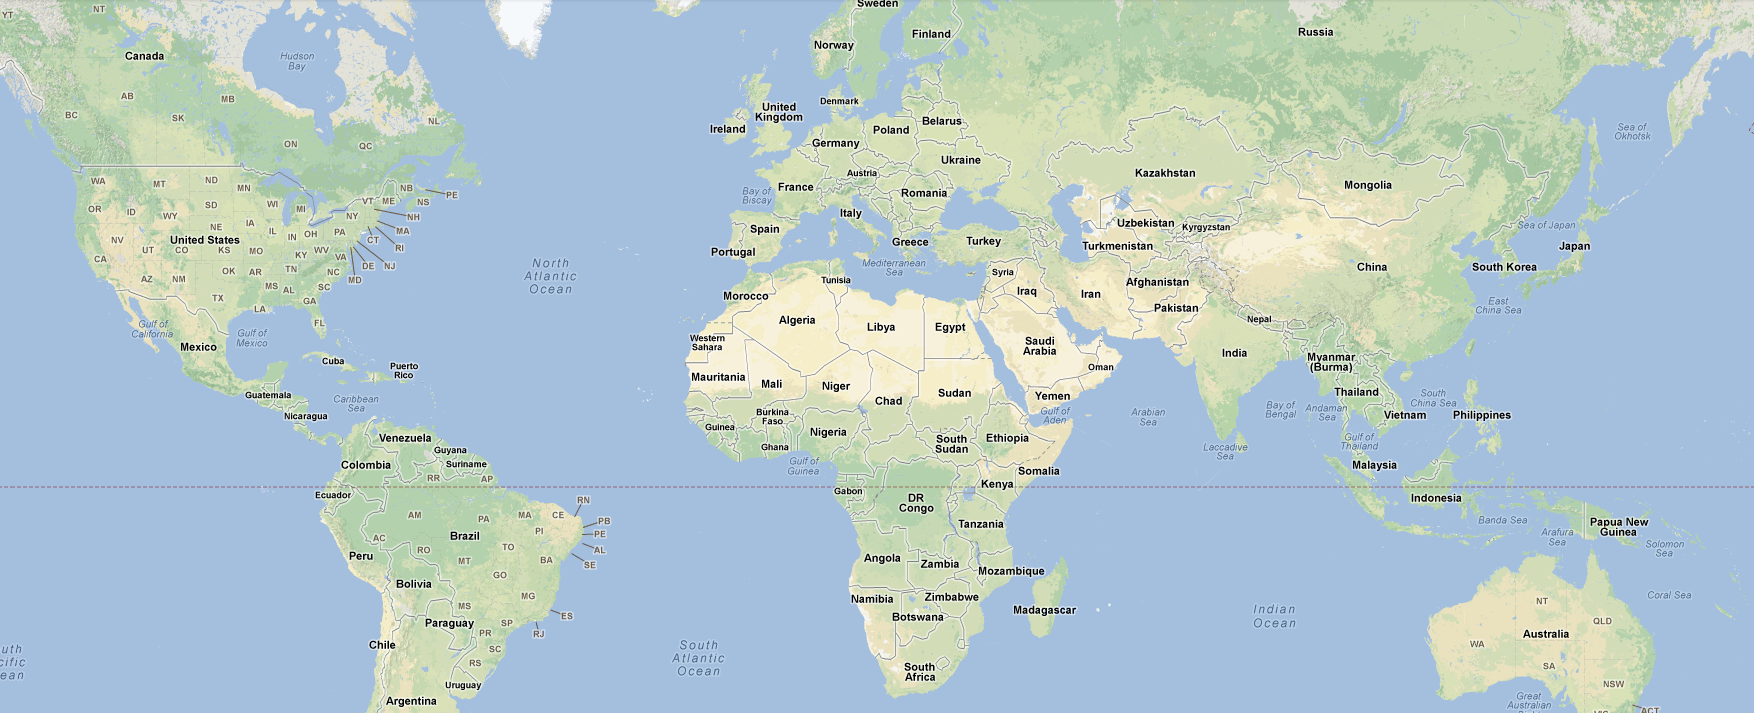 YT
NT
Sweden
Canada
Hudson
Bay
Norway
Finland
Russia
AB
MB
BC
SK
NL
ON
QC
United
Kingdom
Ireland
Denmark
Belarus
Poland
Germany
Ukraine
Austria
France
Romania
Bay of
Biscay
Italy
Spain
Portugal
Greece
Turkey
Mediterranean
Sea
Kazakhstan
Mongolia
Uzbekistan
Kyrgyzstan
Turkmenistan
Sea of
Okhotsk
Sea of Japan
Japan
South Korea
China
East
China Sea
WA
MT
ND
MN
OR
ID
WY
SD
WI
MI
VT
ME
NB
PE
NS
NH
NY
MA
NE
IA
IL
IN
OH
PA
CT
RI
NV
UT
United States
CO
KS
MO
KY
WV
VA
DE
NJ
MD
CA
AZ
NM
OK
AR
TN
NC
SC
MS
AL
GA
TX
LA
FL
Gulf of
California
Gulf of
Mexico
Mexico
North
Atlantic
Ocean
Cuba
Puerto
Rico
Guatemala
Caribbean
Sea
Nicaragua
Tunisia
Morocco
Algeria
Libya
Egypt
Western
Sahara
Mauritania
Mali
Niger
Chad
Sudan
Syria
Iraq
Iran
Afghanistan
Pakistan
Nepal
India
Saudi
Arabia
Oman
Yemen
Gulf of
Aden
Arabian
Sea
Bay of
Bengal
Andaman
Sea
Laccadive
Sea
Myanmar
(Burma)
Thailand
Vietnam
South
China Sea
Philippines
Gulf of
Thailand
Malaysia
Indonesia
Burkina
Faso
Guinea
Ghana
Nigeria
Gulf of
Guinea
South
Sudan
Ethiopia
Somalia
Kenya
Gabon
DR
Congo
Tanzania
Angola
Zambia
Mozambique
Namibia
Zimbabwe
Botswana
Madagascar
South
Africa
Venezuela
Guyana
Suriname
Colombia
RR
AP
Ecuador
RN
AM
PA
MA
CE
PB
PE
PI
AL
SE
AC
RO
Brazil
TO
BA
MT
GO
Peru
Bolivia
MG
MS
ES
Paraguay
SP
RJ
PR
SC
RS
Chile
Uruguay
Argentina
South
Atlantic
Ocean
Indian
Ocean
Banda Sea
Arafura
Sea
Papua New
Guinea
Solomon
Sea
Coral Sea
NT
QLD
WA
Australia
SA
NSW
Great
Australian
ACT